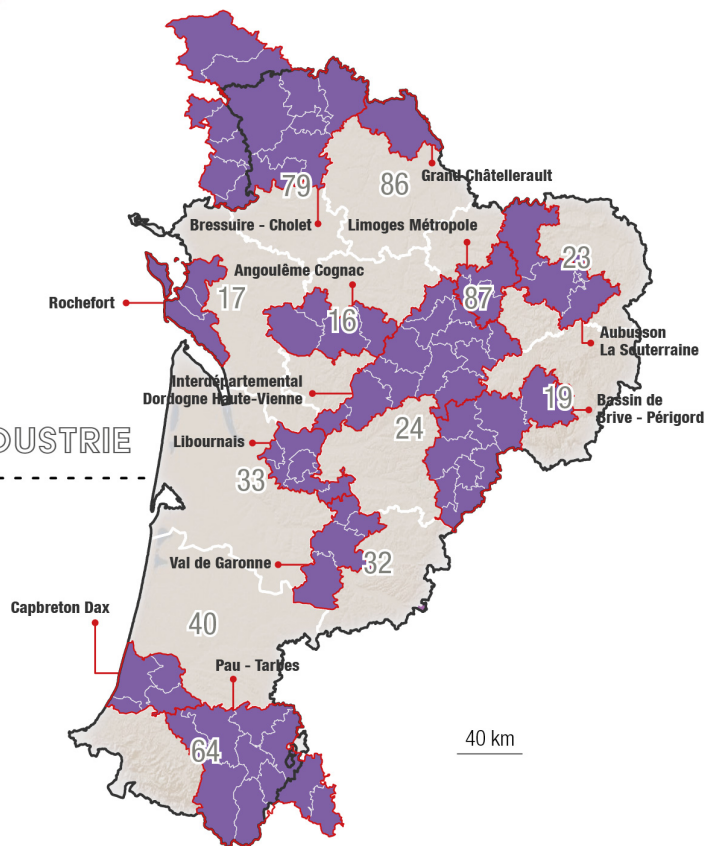 79
86
Grand Châtellerault
Bressuire - Cholet
Limoges Métropole
23
Angoulême Cognac
Rochefort
17
87
16
Aubusson
La Souterraine
Interdépartemental
Dordogne Haute-Vienne
19
Bassin de
Brive - Périgord
24
DUSTRIE
Libournais
33
Val de Garonne
32
Capbreton Dax
40
Pau - Tarbes
40 km
64